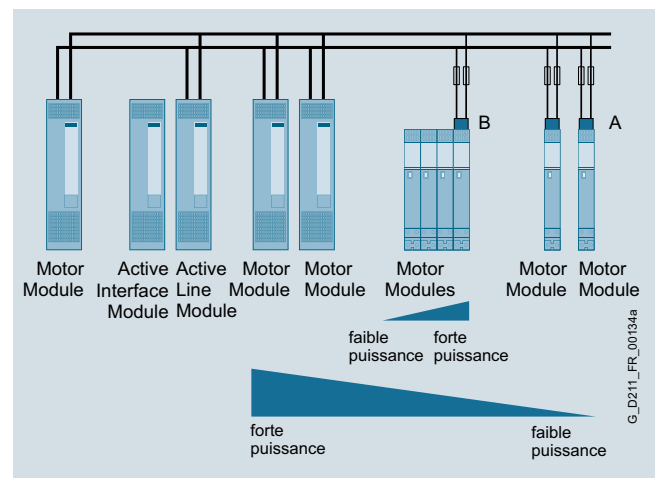 B
A
Motor
Module
Active
Interface
Module
Active
Line
Module
Motor
Module
Motor
Module
Motor
Modules
Motor
Module
Motor
Module
faible
puissance
forte
puissance
forte
puissance
faible
puissance
G_D211_FR_00134a